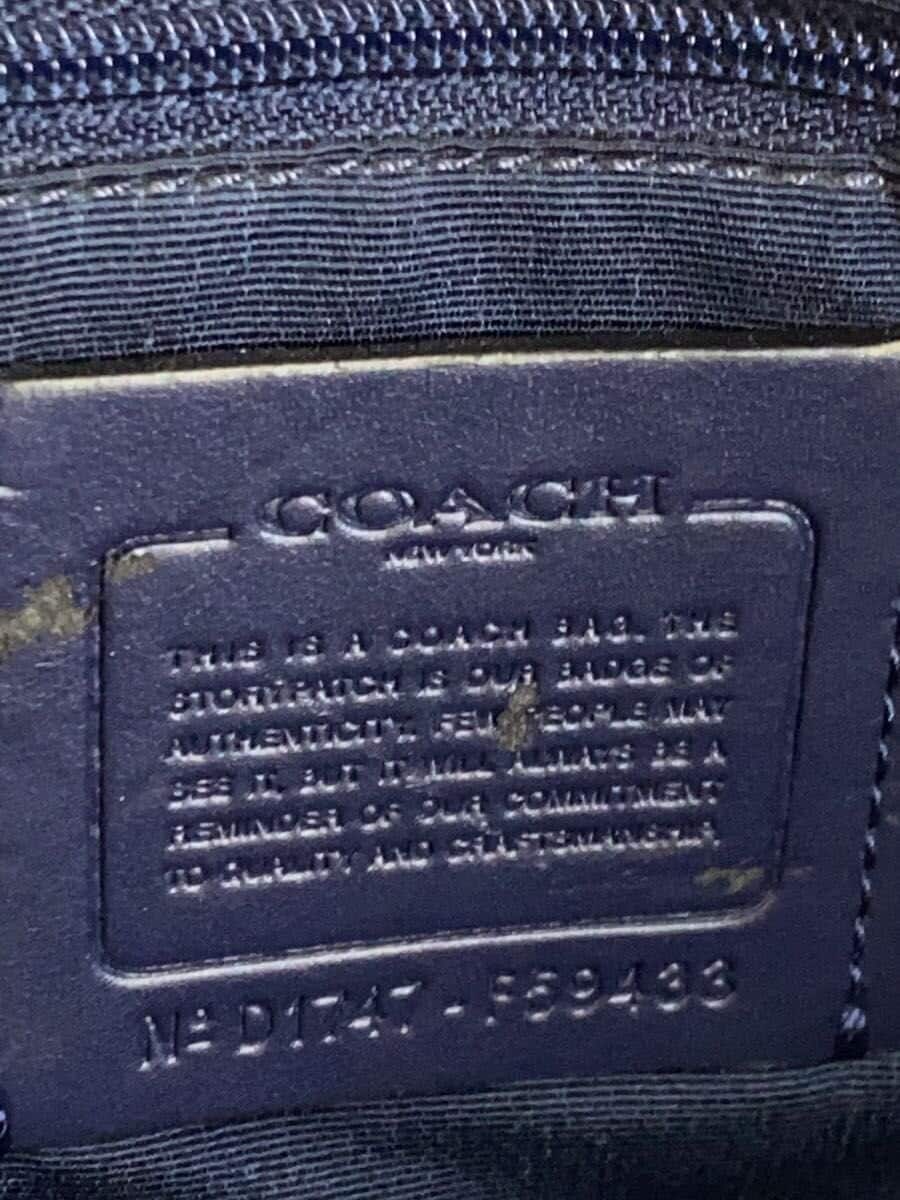 COACH
NEW YORK
THIS IS A COACH BAG. THE
STORYPATCH IS OUR BADGE OF
AUTHENTICITY. FEW PEOPLE MAY
SEE IT, BUT IT WILL ALWAYS BE A
REMINDER OF OUR COMMITMENT
TO QUALITY AND CRAFTSMANSHIP.
Nº D1747 - F59433